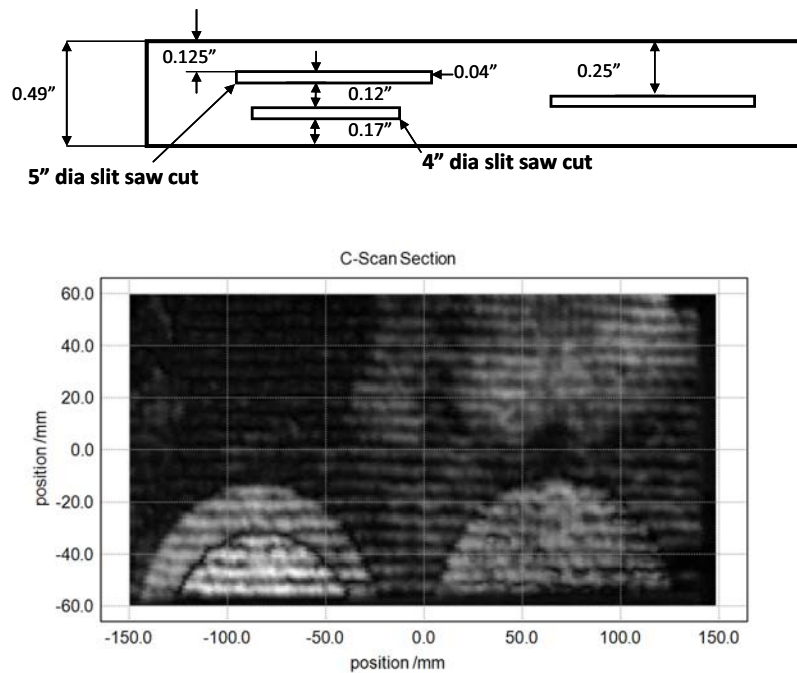 0.125”
0.49”
0.04”
0.12”
0.17”
0.25”
5” dia slit saw cut
4” dia slit saw cut
C-Scan Section
60.0
40.0
20.0
0.0
-20.0
-40.0
-60.0
position /mm
-150.0 -100.0 -50.0 0.0 50.0 100.0 150.0
position /mm